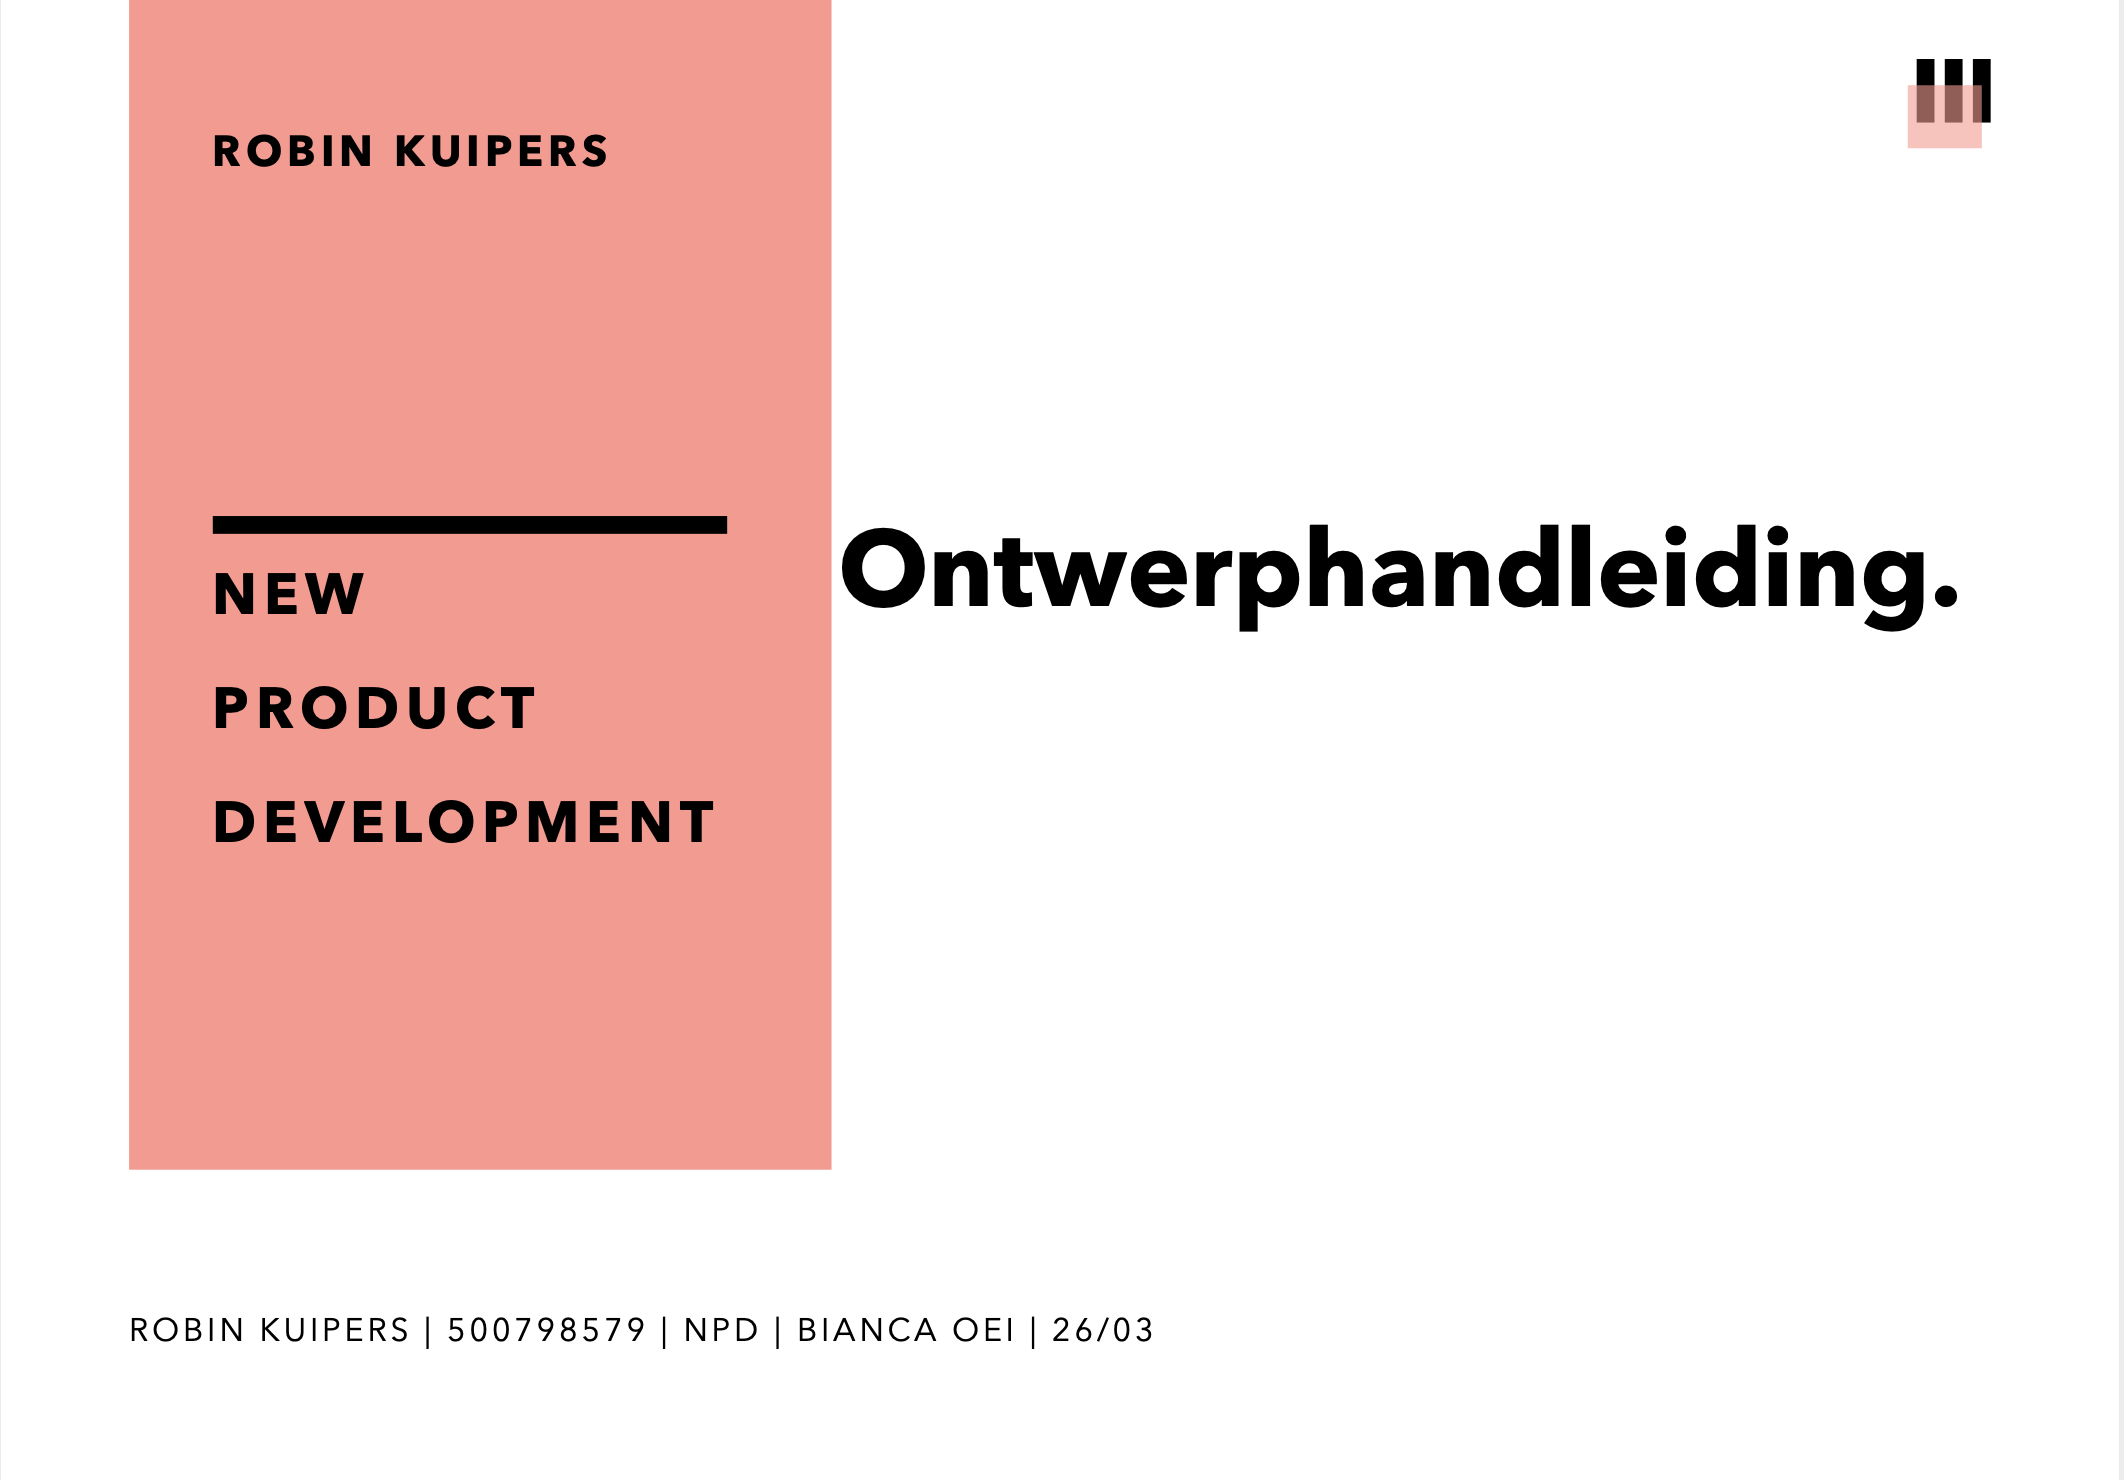 ROBIN KUIPERS
NEW
PRODUCT
DEVELOPMENT
Ontwerphandleiding.
ROBIN KUIPERS | 500798579 | NPD | BIANCA OEI | 26/03